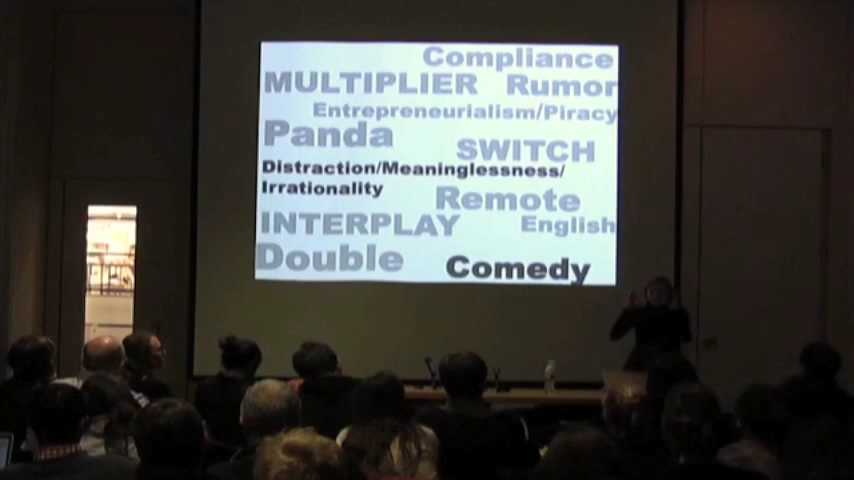 Compliance
MULTIPLIER Rumor
Entrepreneurialism/Piracy
Panda
SWITCH
Distraction/Meaninglessness/
Irrationality
Remote
INTERPLAY
English
Double
Comedy